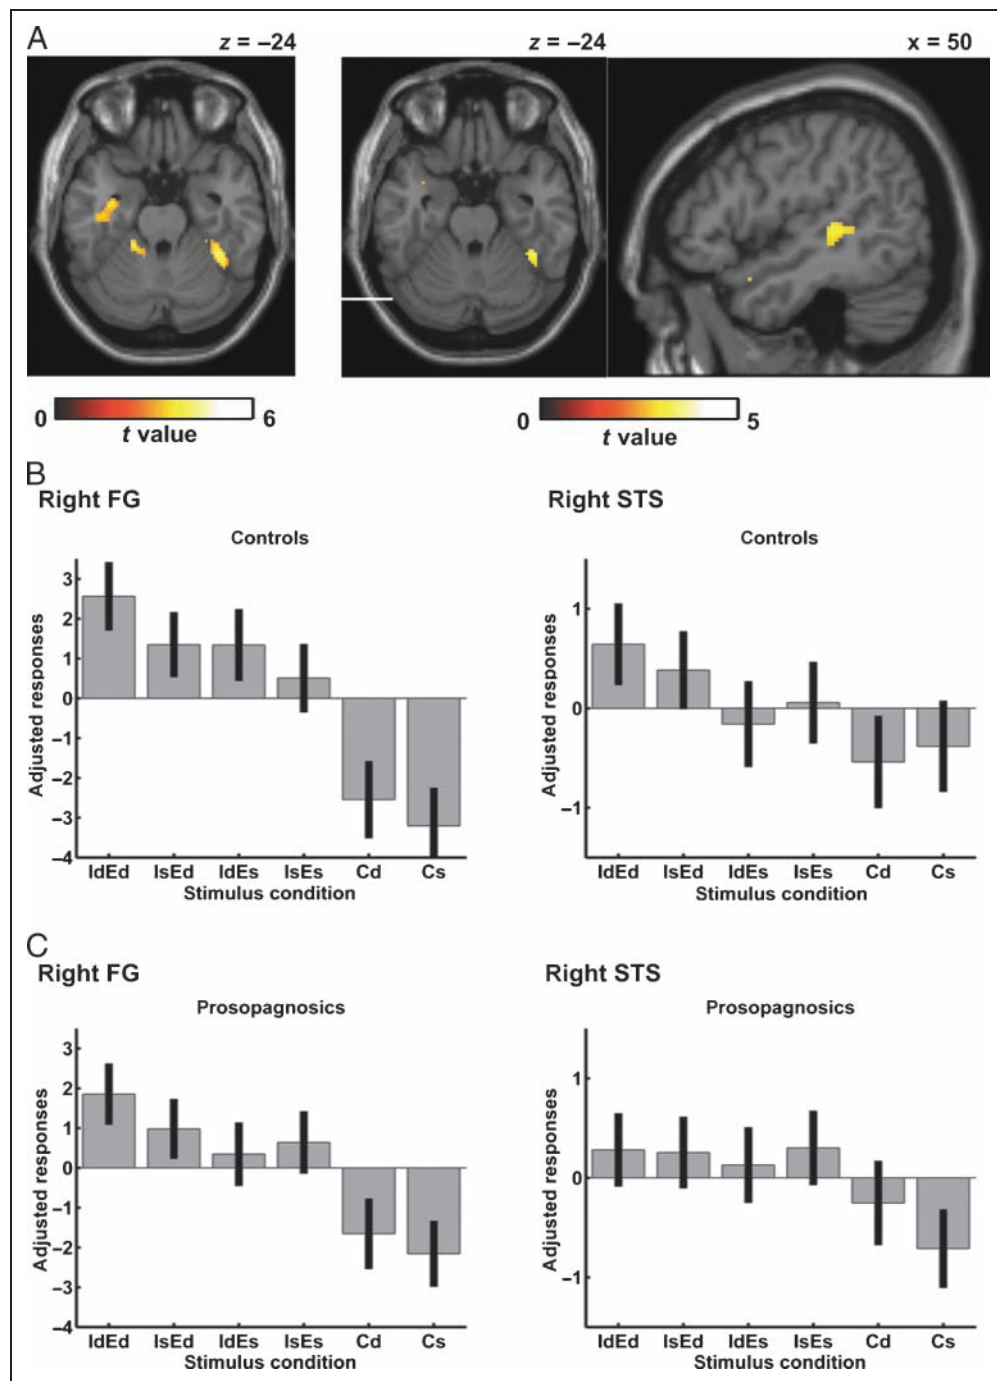 A
z = –24
z = –24
x = 50
0
6
t value
0
5
t value
B
Right FG
Right STS
Controls
Controls
Adjusted responses
3
2
1
0
–1
–2
–3
–4
IdEd IsEd IdEs IsEs Cd Cs
Stimulus condition
Adjusted responses
1
0
–1
IdEd IsEd IdEs IsEs Cd Cs
Stimulus condition
C
Right FG
Right STS
Prosopagnosics
Prosopagnosics
Adjusted responses
3
2
1
0
–1
–2
–3
–4
IdEd IsEd IdEs IsEs Cd Cs
Stimulus condition
Adjusted responses
1
0
–1
IdEd IsEd IdEs IsEs Cd Cs
Stimulus condition